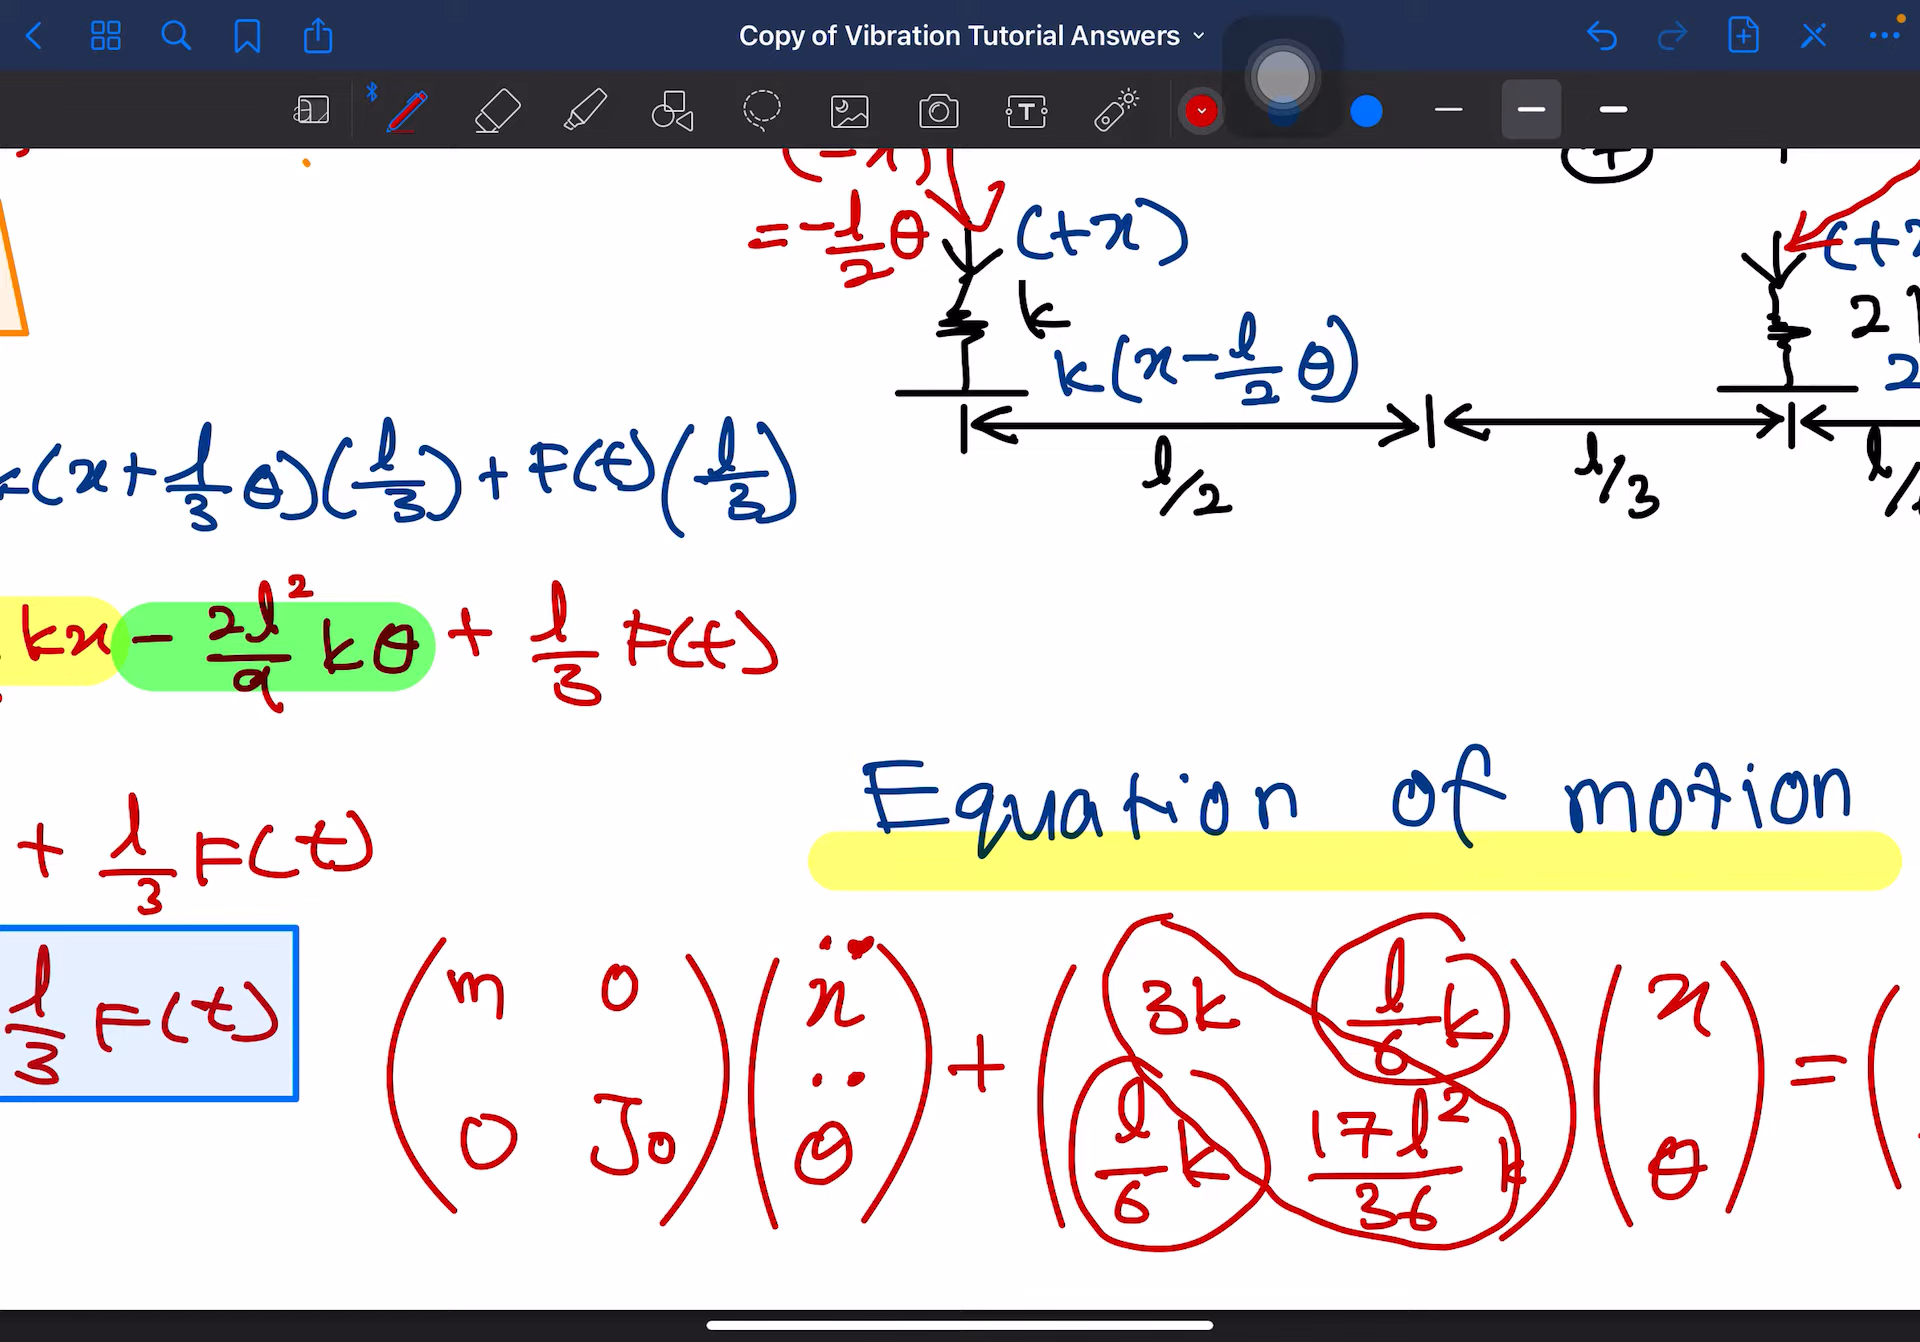 Copy of Vibration Tutorial Answers
T
(-x)
= -l/2 θ
(+x)
k
k(x - l/2 θ)
(+x
2
2
l/2
l/3
l/
(x + l/3 θ)(l/3) + F(t)(l/3)
kx - 2l²/9 kθ + l/3 F(t)
+ l/3 F(t)
l/3 F(t)
Equation of motion
(m 0
0 J₀) (ẍ
θ̈) + (3k l/6 k
l/6 k 17l²/36 k) (x
θ) = (